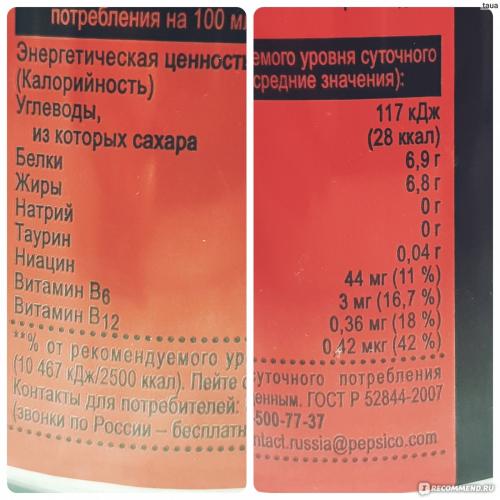 taua
потребления на 100 мл
Энергетическая ценность
(Калорийность)
Углеводы,
из которых сахара
Белки
Жиры
Натрий
Таурин
Ниацин
Витамин B6
Витамин B12
**% от рекомендуемого ур
(10 467 кДж/2500 ккал). Пейте
Контакты для потребителей:
(звонки по России – бесплатн
емого уровня суточного
средние значения):
117 кДж
(28 ккал)
6,9 г
6,8 г
0 г
0 г
0,04 г
44 мг (11 %)
3 мг (16,7 %)
0,36 мг (18 %)
0,42 мкг (42 %)
суточного потребления
денным. ГОСТ Р 52844-2007
-500-77-37
ontact.russia@pepsico.com
IRECOMMEND.RU